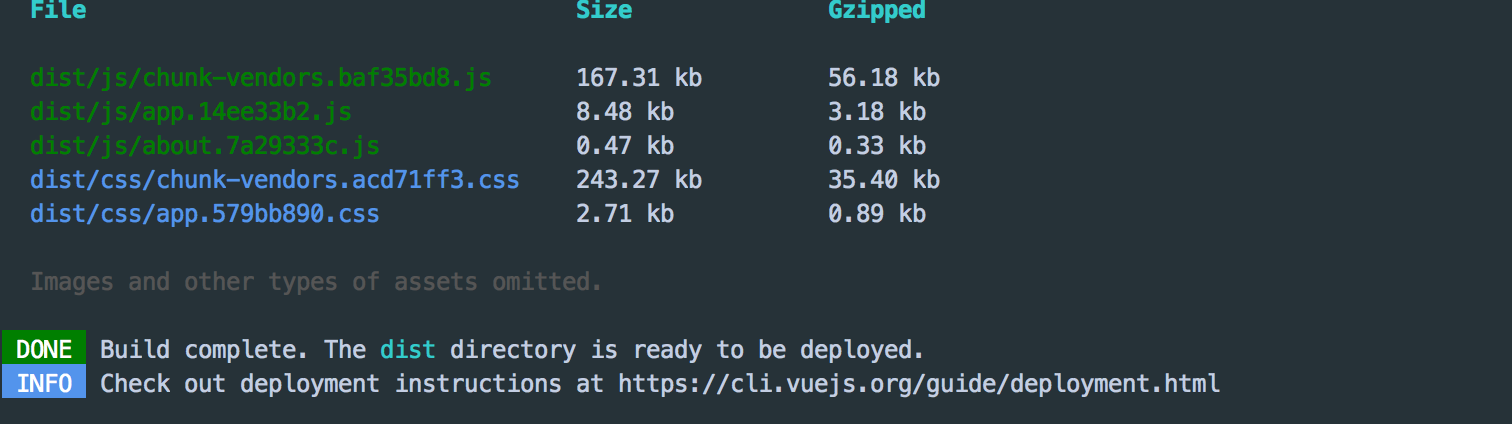 File Size Gzipped
dist/js/chunk-vendors.baf35bd8.js 167.31 kb 56.18 kb
dist/js/app.14ee33b2.js 8.48 kb 3.18 kb
dist/js/about.7a29333c.js 0.47 kb 0.33 kb
dist/css/chunk-vendors.acd71ff3.css 243.27 kb 35.40 kb
dist/css/app.579bb890.css 2.71 kb 0.89 kb
Images and other types of assets omitted.
DONE Build complete. The dist directory is ready to be deployed.
INFO Check out deployment instructions at https://cli.vuejs.org/guide/deployment.html